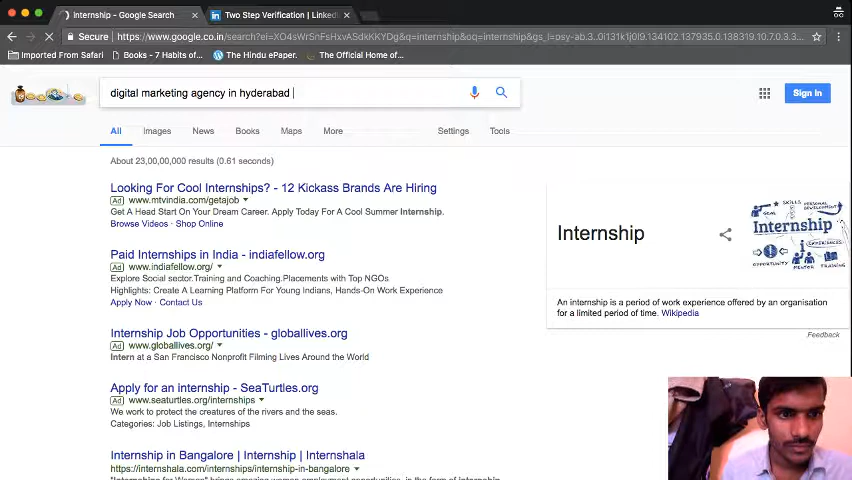 Internship - Google Search
Two Step Verification | LinkedI
Secure
https://www.google.co.in/search?ei=XO4sWrSnFsHxvASdkKKYDg&q=internship&oq=internship&gs_l=psy-ab.3..0i131k1j0l9.134102.137935.0.138319.10.7.0.3.3...
Imported From Safari
Books - 7 Habits of...
The Hindu ePaper.
The Official Home of...
digital marketing agency in hyderabad
Sign In
All
Images
News
Books
Maps
More
Settings
Tools
About 23,00,00,000 results (0.61 seconds)
Looking For Cool Internships? - 12 Kickass Brands Are Hiring
Ad www.mtvindia.com/getajob
Get A Head Start On Your Dream Career. Apply Today For A Cool Summer Internship.
Browse Videos · Shop Online
Paid Internships in India - indiafellow.org
Ad www.indiafellow.org/
Explore Social sector.Training and Coaching.Placements with Top NGOs
Highlights: Create A Learning Platform For Young Indians, Hands-On Work Experience
Apply Now · Contact Us
Internship Job Opportunities - globallives.org
Ad www.globallives.org/
Intern at a San Francisco Nonprofit Filming Lives Around the World
Apply for an internship - SeaTurtles.org
Ad www.seaturtles.org/internships
We work to protect the creatures of the rivers and the seas.
Categories: Job Listings, Internships
Internship in Bangalore | Internship | Internshala
https://internshala.com/internships/internship-in-bangalore
Internship
GOAL
SKILLS
PERSONAL
DEVELOPMENT
Internship
EXPERIENCES
OPPORTUNITY
MENTOR
TRAINING
An internship is a period of work experience offered by an organisation
for a limited period of time. Wikipedia
Feedback